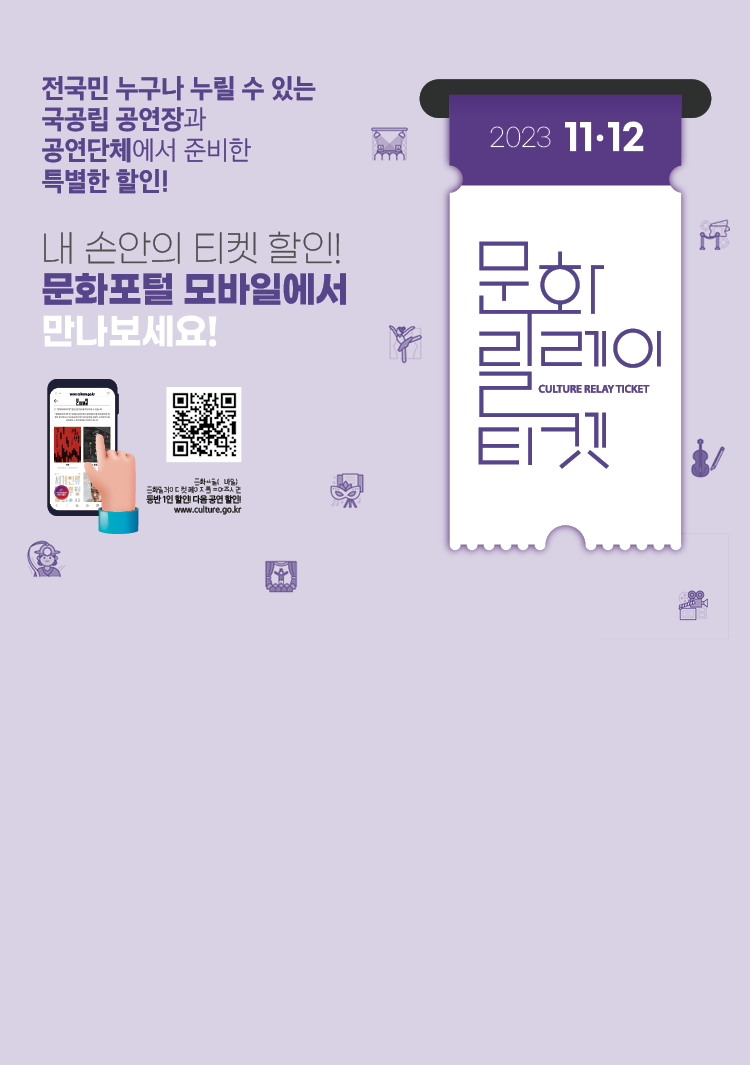 전국민 누구나 누릴 수 있는
국공립 공연장과
공연단체에서 준비한
특별한 할인!
내 손안의 티켓 할인!
문화포털 모바일에서
만나보세요!
www.culture.go.kr
동반 1인 할인! 다음 공연 할인!
www.culture.go.kr
2023 11·12
문화
릴레이
CULTURE RELAY TICKET
티켓